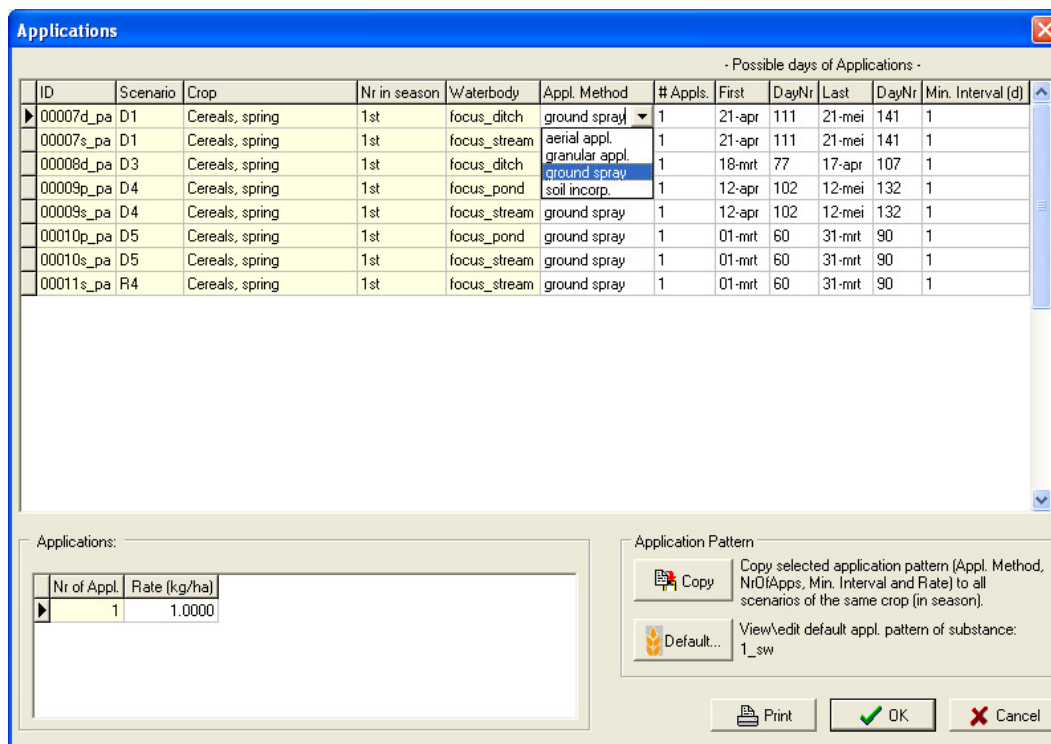 Applications
- Possible days of Applications -
ID Scenario Crop Nr in season Waterbody Appl. Method # Appls. First DayNr Last DayNr Min. Interval (d)
00007d_pa D1 Cereals, spring 1st focus_ditch ground spray 1 21-apr 111 21-mei 141 1
00007s_pa D1 Cereals, spring 1st focus_stream aerial appl. 1 21-apr 111 21-mei 141 1
00008d_pa D3 Cereals, spring 1st focus_ditch granular appl. 1 18-mrt 77 17-apr 107 1
ground spray
00009p_pa D4 Cereals, spring 1st focus_pond soil incorp. 1 12-apr 102 12-mei 132 1
00009s_pa D4 Cereals, spring 1st focus_stream ground spray 1 12-apr 102 12-mei 132 1
00010p_pa D5 Cereals, spring 1st focus_pond ground spray 1 01-mrt 60 31-mrt 90 1
00010s_pa D5 Cereals, spring 1st focus_stream ground spray 1 01-mrt 60 31-mrt 90 1
00011s_pa R4 Cereals, spring 1st focus_stream ground spray 1 01-mrt 60 31-mrt 90 1
Applications:
Nr of Appl. Rate (kg/ha)
1 1.0000
Application Pattern
Copy
Copy selected application pattern (Appl. Method,
NrOfApps, Min. Interval and Rate) to all
scenarios of the same crop (in season).
Default...
View\edit default appl. pattern of substance:
1_sw
Print OK Cancel